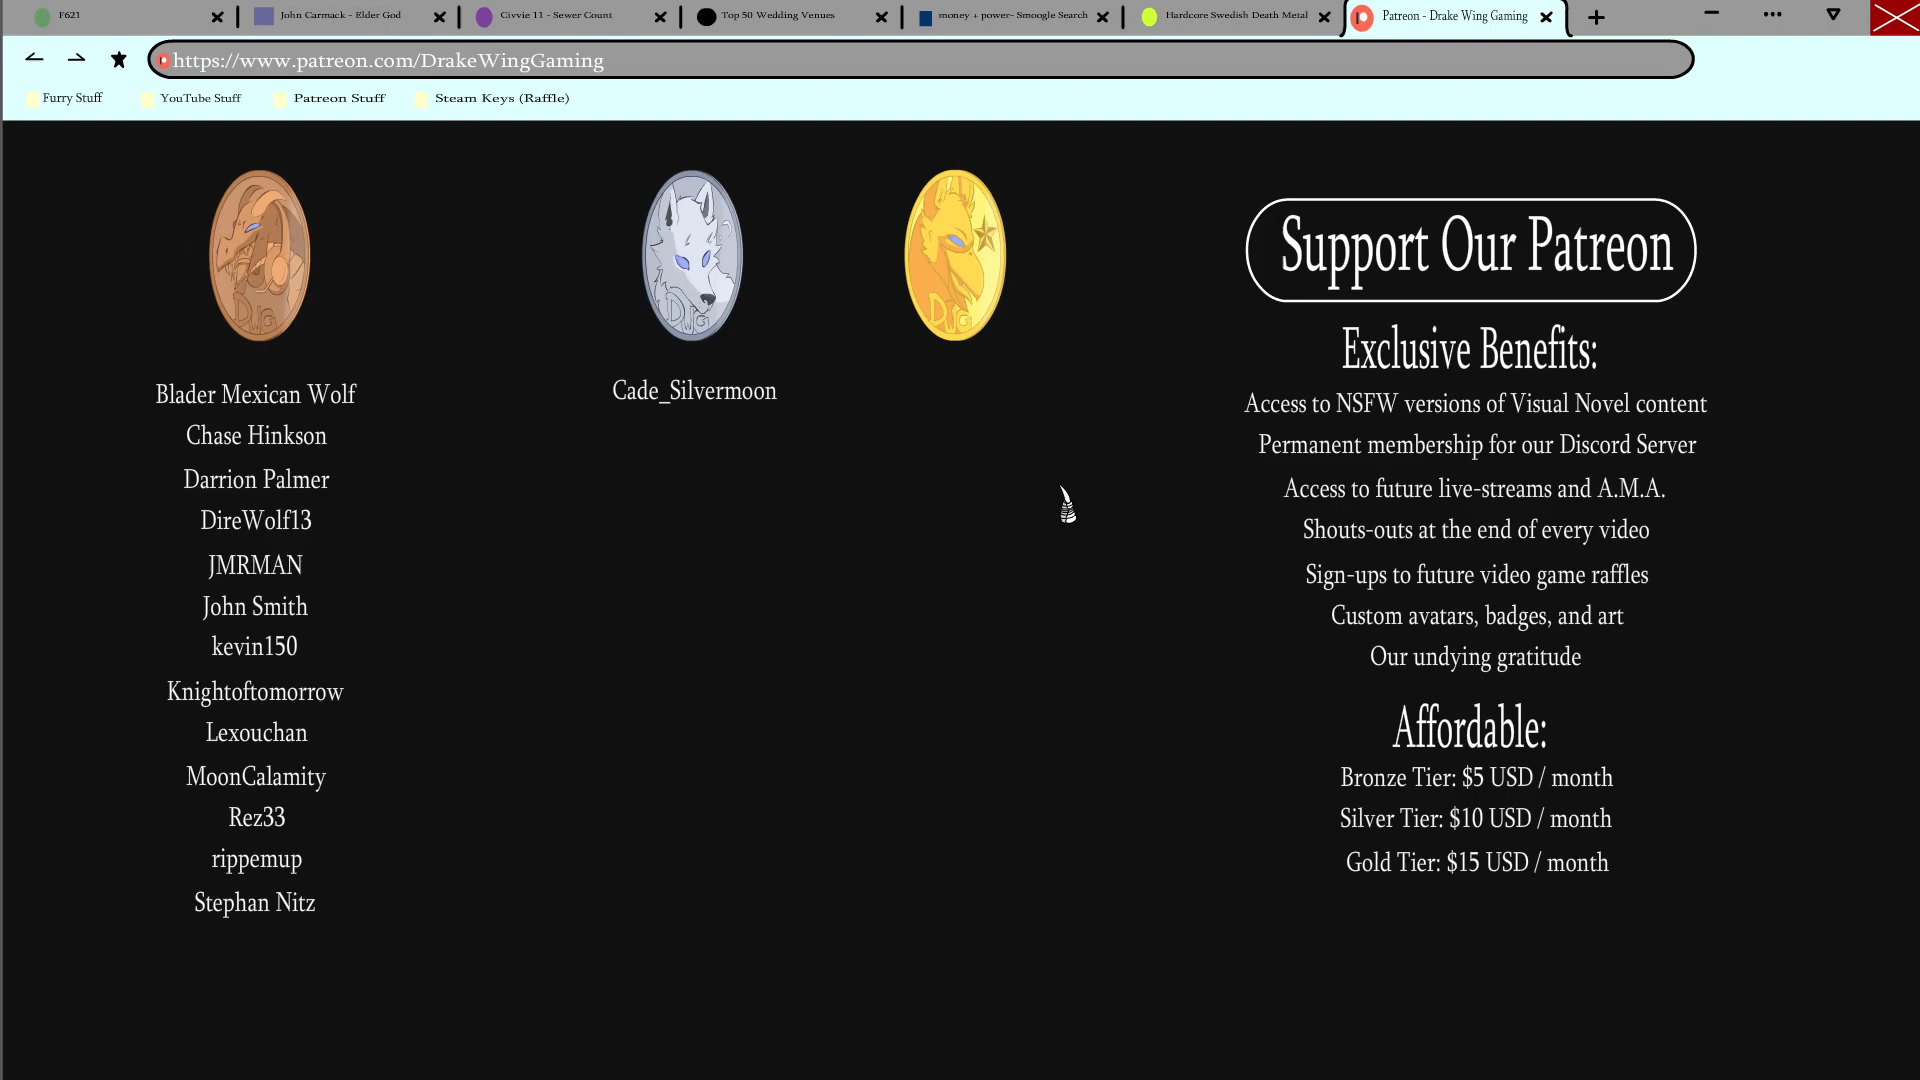 F621
John Carmack - Elder God
Civvie 11 - Sewer Count
Top 50 Wedding Venues
money + power- Smoogle Search
Hardcore Swedish Death Metal
Patreon - Drake Wing Gaming
https://www.patreon.com/DrakeWingGaming
Furry Stuff
YouTube Stuff
Patreon Stuff
Steam Keys (Raffle)
DWG
Blader Mexican Wolf
Chase Hinkson
Darrion Palmer
DireWolf13
JMRMAN
John Smith
kevin150
Knightoftomorrow
Lexouchan
MoonCalamity
Rez33
rippemup
Stephan Nitz
DWG
Cade_Silvermoon
DWG
Support Our Patreon
Exclusive Benefits:
Access to NSFW versions of Visual Novel content
Permanent membership for our Discord Server
Access to future live-streams and A.M.A.
Shouts-outs at the end of every video
Sign-ups to future video game raffles
Custom avatars, badges, and art
Our undying gratitude
Affordable:
Bronze Tier: $5 USD / month
Silver Tier: $10 USD / month
Gold Tier: $15 USD / month